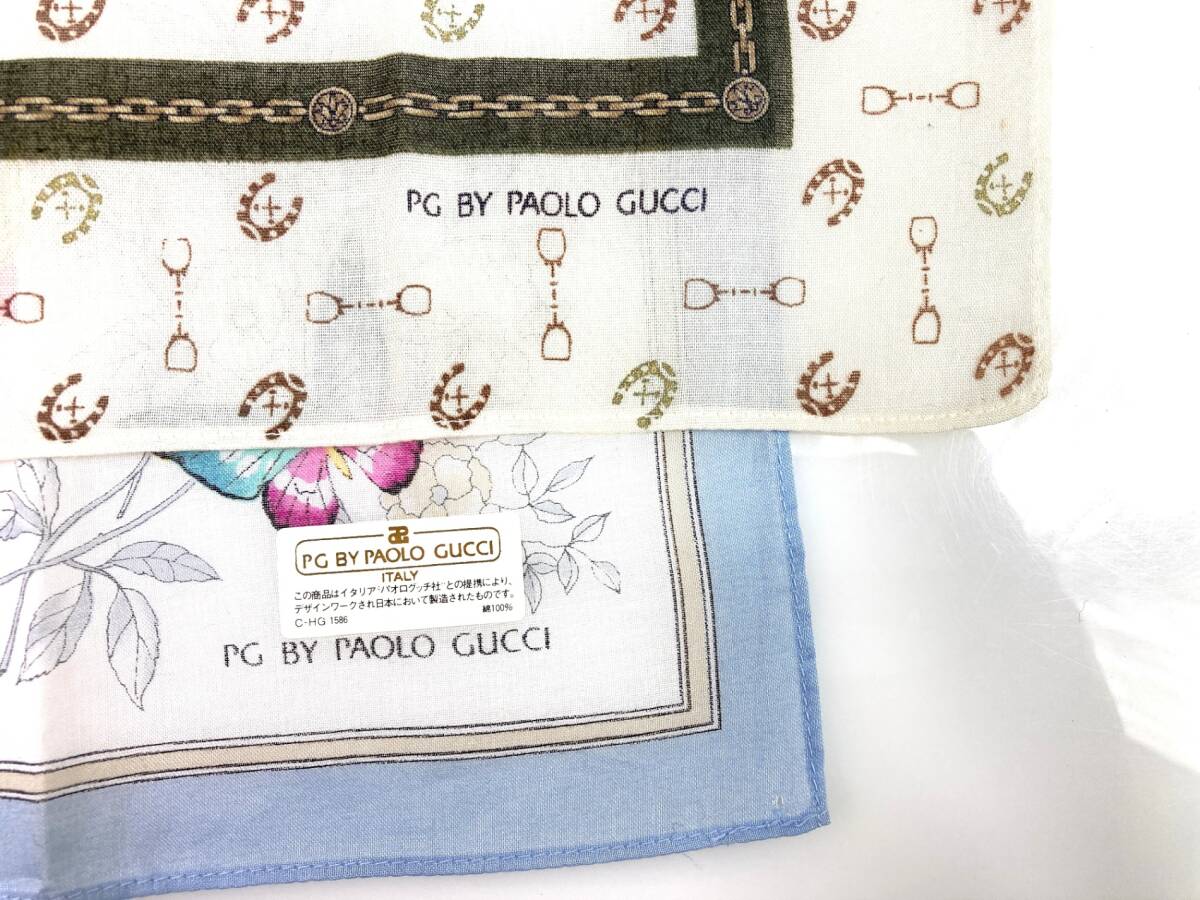 PG BY PAOLO GUCCI
PG BY PAOLO GUCCI
ITALY
この商品はイタリア"パオログッチ社"との提携により、
デザインワークされ日本において製造されたものです。
C-HG 1586 綿100%
PG BY PAOLO GUCCI